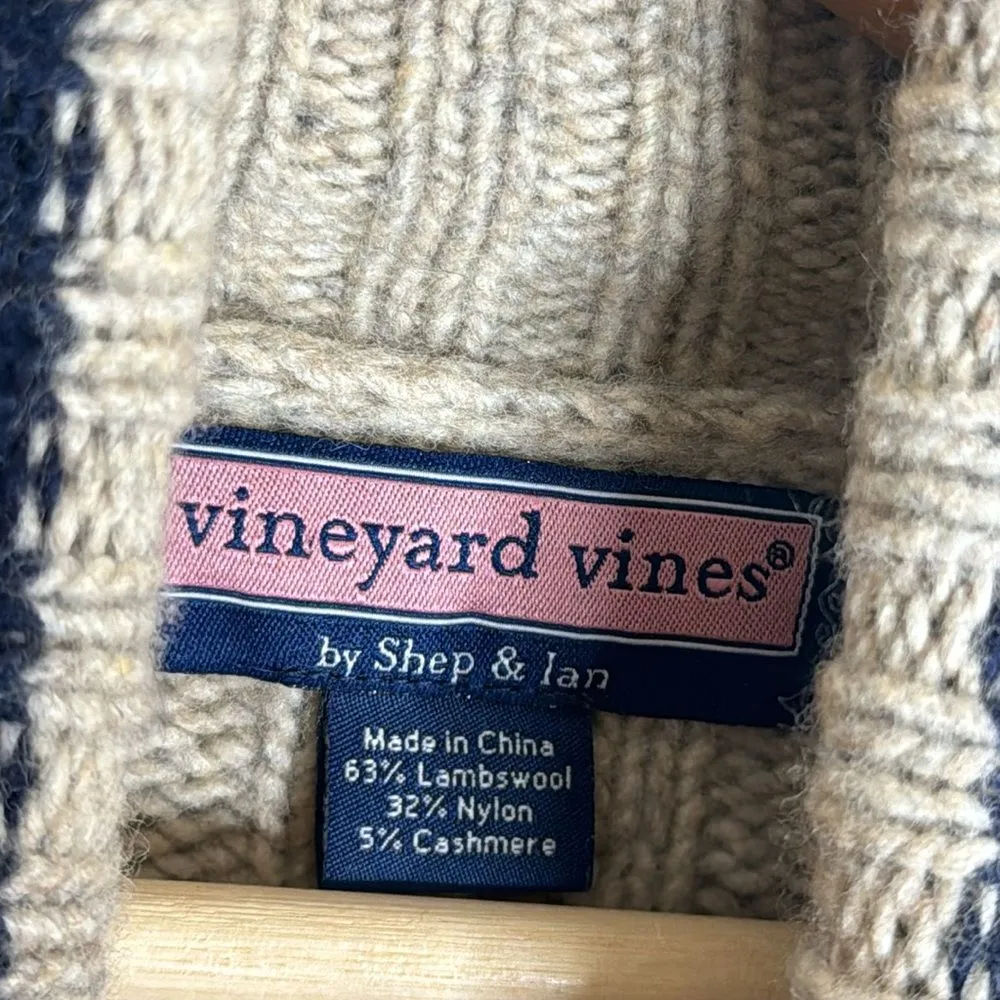 vineyard vines®
by Shep & Ian
Made in China
63% Lambswool
32% Nylon
5% Cashmere